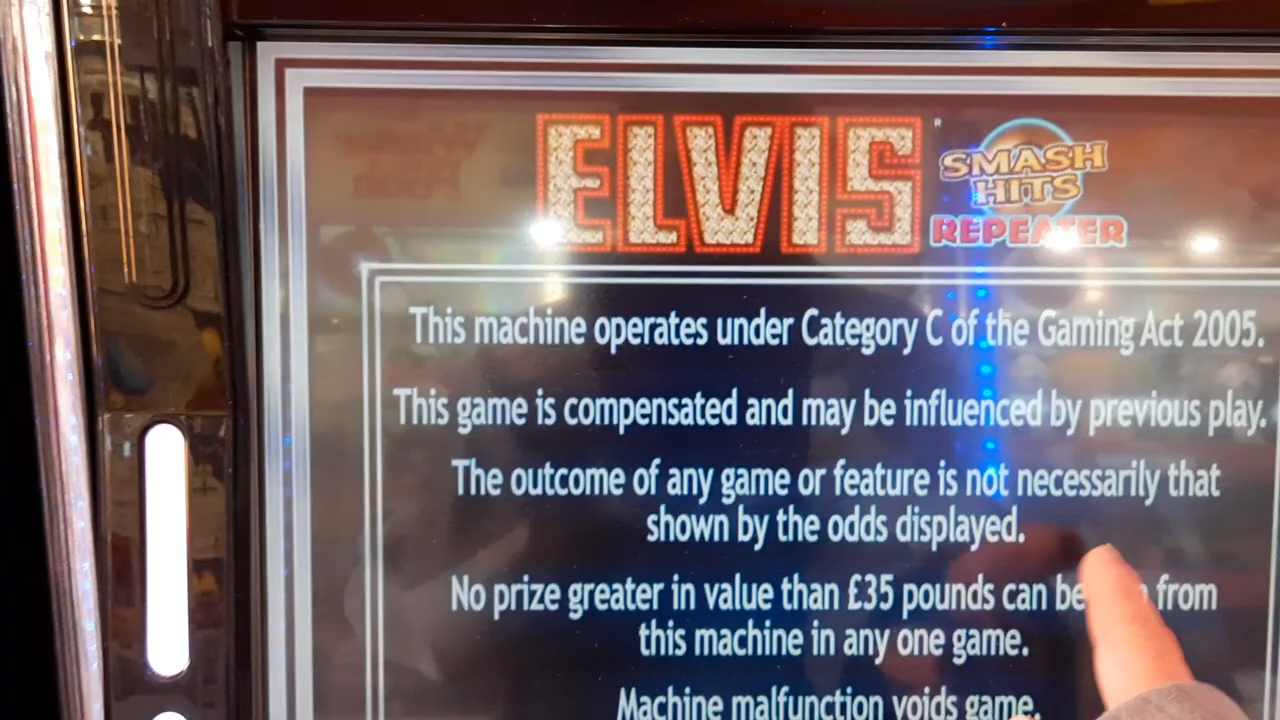 ELVIS
SMASH
HITS
REPEATER
This machine operates under Category C of the Gaming Act 2005.
This game is compensated and may be influenced by previous play.
The outcome of any game or feature is not necessarily that
shown by the odds displayed.
No prize greater in value than £35 pounds can be from
this machine in any one game.
Machine malfunction voids game.